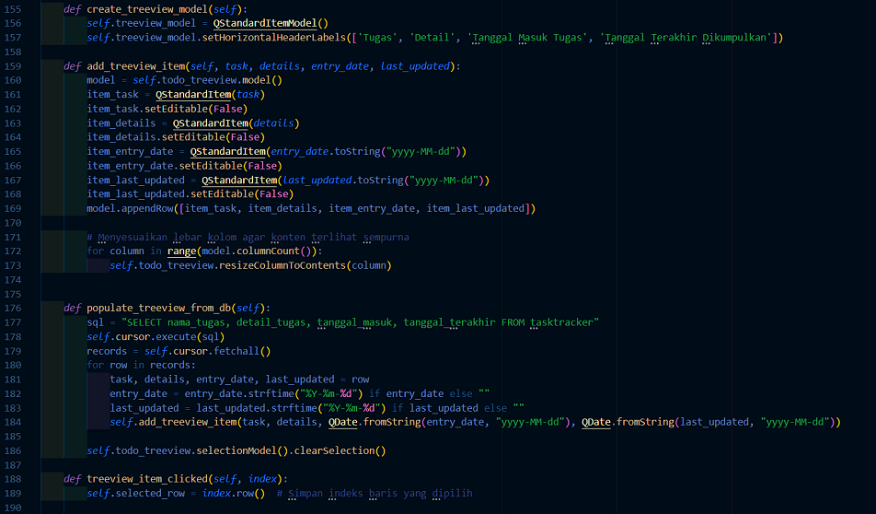 155 def create_treeview_model(self):
156 self.treeview_model = QStandardItemModel()
157 self.treeview_model.setHorizontalHeaderLabels(['Tugas', 'Detail', 'Tanggal Masuk Tugas', 'Tanggal Terakhir Dikumpulkan'])
158
159 def add_treeview_item(self, task, details, entry_date, last_updated):
160 model = self.todo_treeview.model()
161 item_task = QStandardItem(task)
162 item_task.setEditable(False)
163 item_details = QStandardItem(details)
164 item_details.setEditable(False)
165 item_entry_date = QStandardItem(entry_date.toString("yyyy-MM-dd"))
166 item_entry_date.setEditable(False)
167 item_last_updated = QStandardItem(last_updated.toString("yyyy-MM-dd"))
168 item_last_updated.setEditable(False)
169 model.appendRow([item_task, item_details, item_entry_date, item_last_updated])
170
171 # Menyesuaikan lebar kolom agar konten terlihat sempurna
172 for column in range(model.columnCount()):
173 self.todo_treeview.resizeColumnToContents(column)
174
175
176 def populate_treeview_from_db(self):
177 sql = "SELECT nama_tugas, detail_tugas, tanggal_masuk, tanggal_terakhir FROM tasktracker"
178 self.cursor.execute(sql)
179 records = self.cursor.fetchall()
180 for row in records:
181 task, details, entry_date, last_updated = row
182 entry_date = entry_date.strftime("%Y-%m-%d") if entry_date else ""
183 last_updated = last_updated.strftime("%Y-%m-%d") if last_updated else ""
184 self.add_treeview_item(task, details, QDate.fromString(entry_date, "yyyy-MM-dd"), QDate.fromString(last_updated, "yyyy-MM-dd"))
185
186 self.todo_treeview.selectionModel().clearSelection()
187
188 def treeview_item_clicked(self, index):
189 self.selected_row = index.row() # Simpan indeks baris yang dipilih
190